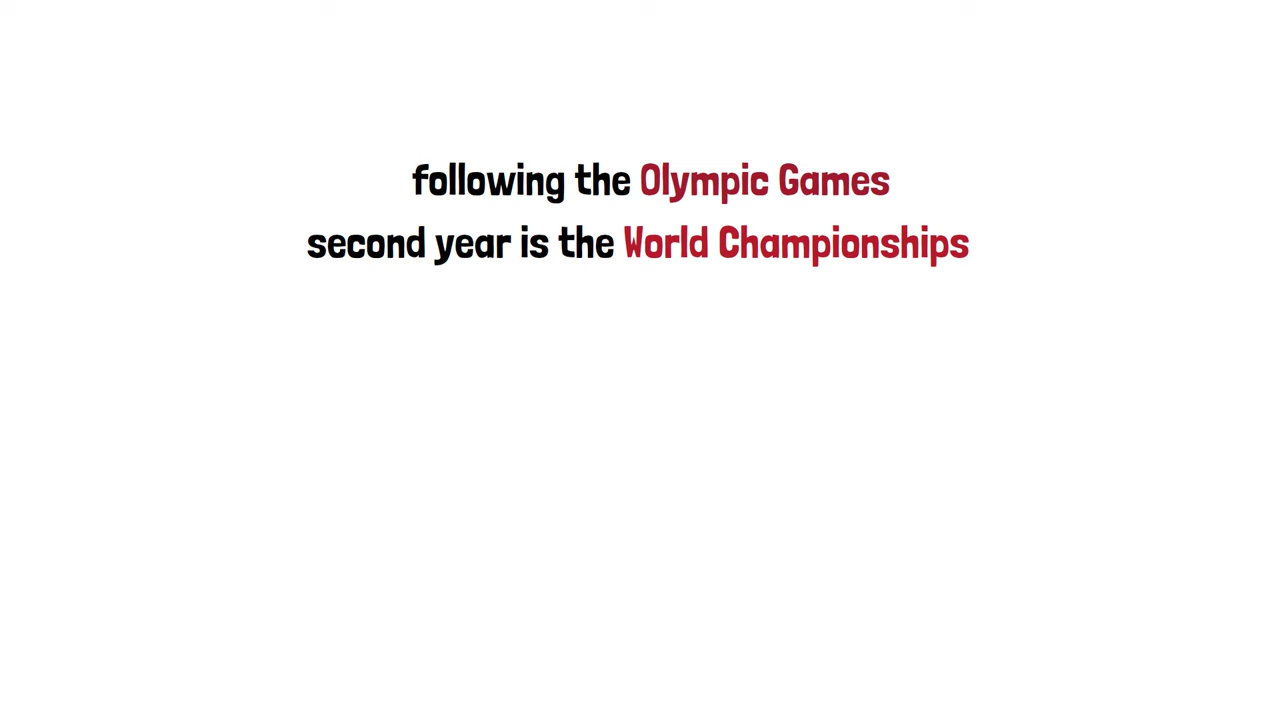 following the Olympic Games
second year is the World Championships